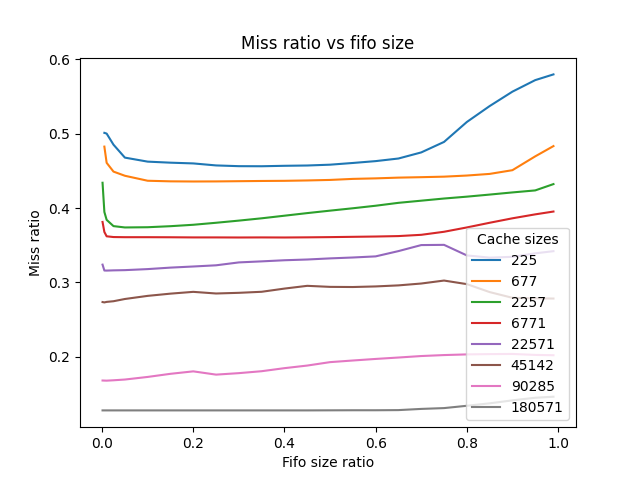 Miss ratio vs fifo size
0.6
0.5
0.4
0.3
0.2
Miss ratio
Cache sizes
225
677
2257
6771
22571
45142
90285
180571
0.0 0.2 0.4 0.6 0.8 1.0
Fifo size ratio